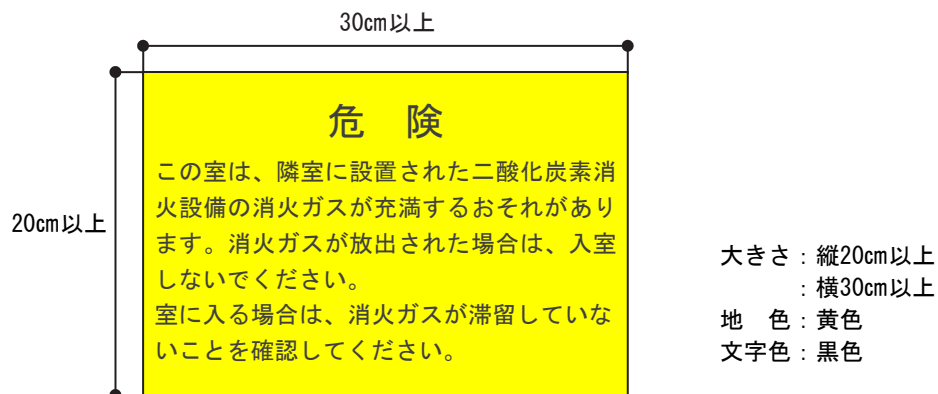 30㎝以上
危　険
この室は、隣室に設置された二酸化炭素消
火設備の消火ガスが充満するおそれがあり
ます。消火ガスが放出された場合は、入室
しないでください。
室に入る場合は、消火ガスが滞留していな
いことを確認してください。
20㎝以上
大きさ：縦20㎝以上
：横30㎝以上
地　色：黄色
文字色：黒色